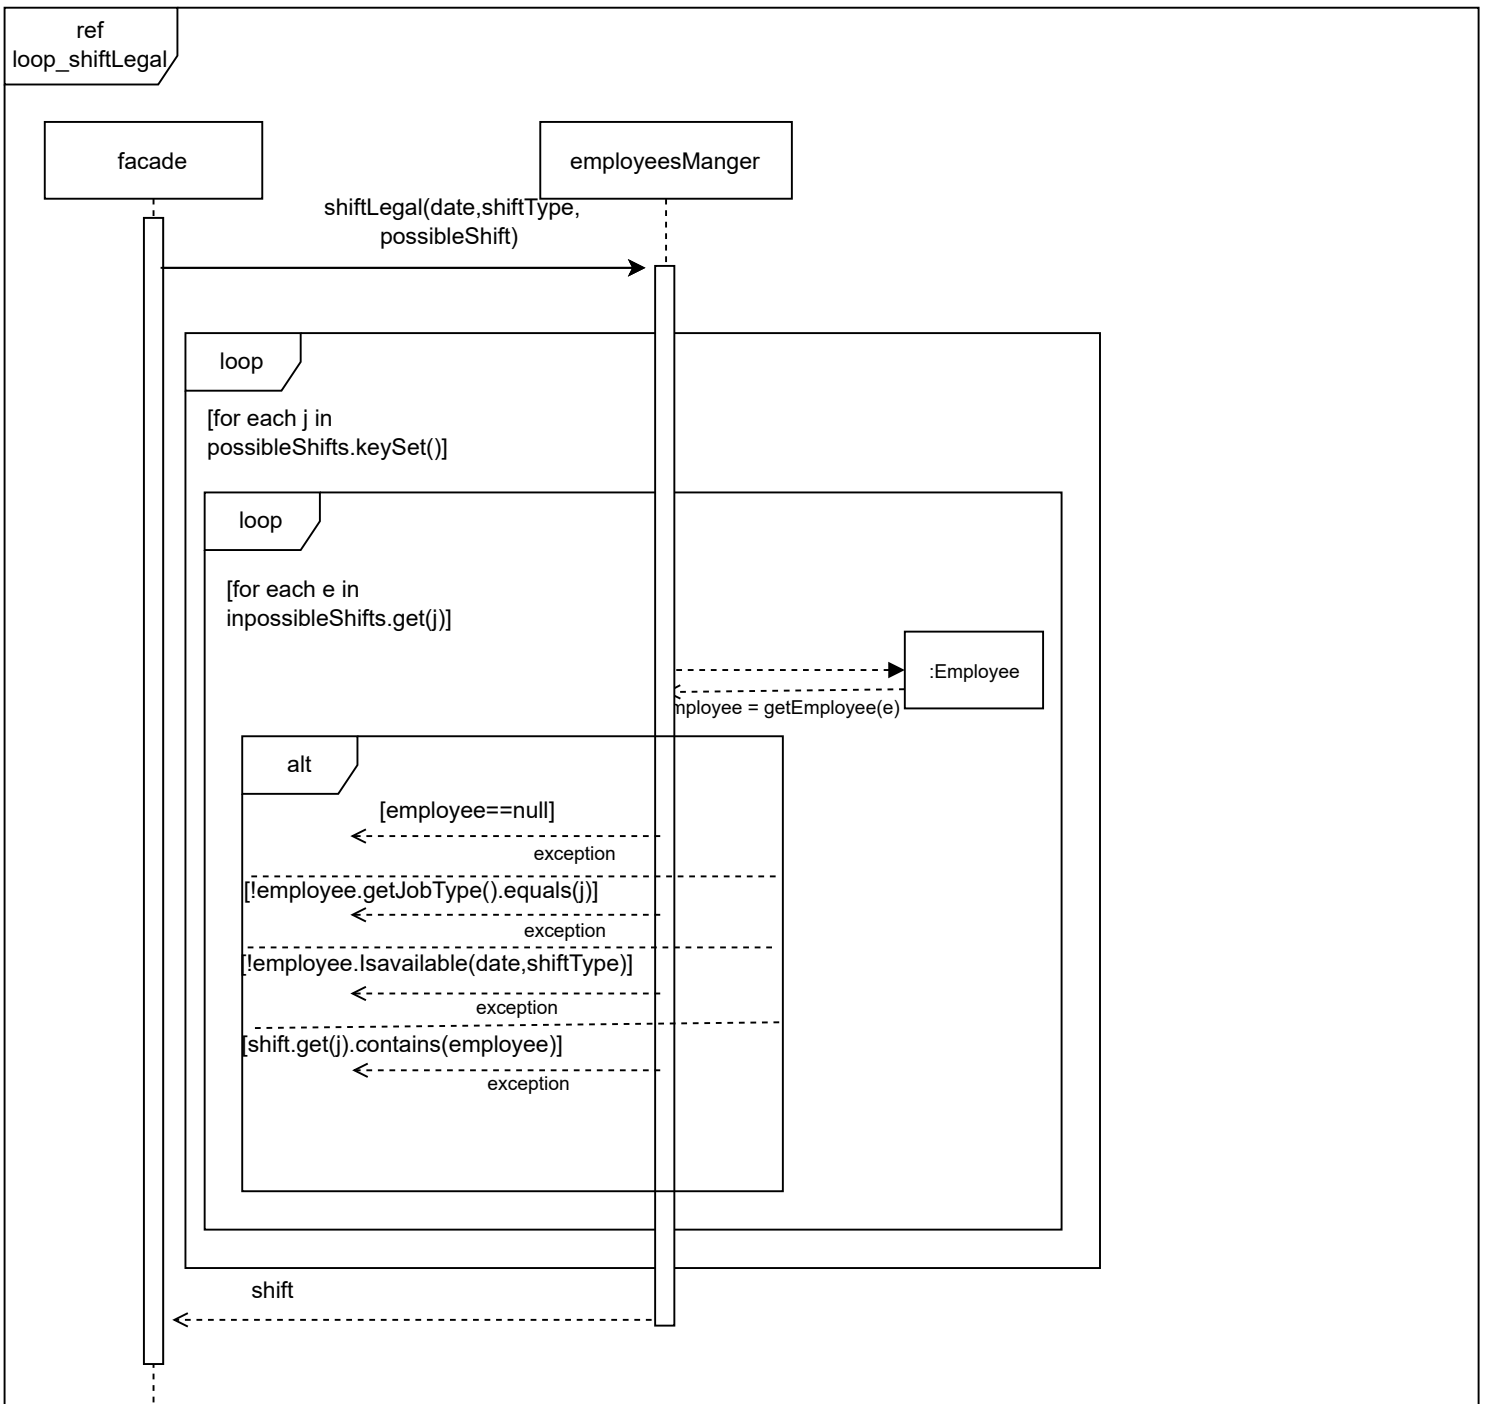 ref
loop_shiftLegal
facade
employeesManger
shiftLegal(date,shiftType,
possibleShift)
loop
[for each j in
possibleShifts.keySet()]
loop
[for each e in
inpossibleShifts.get(j)]
:Employee
mployee = getEmployee(e)
alt
[employee==null]
exception
[!employee.getJobType().equals(j)]
exception
[!employee.Isavailable(date,shiftType)]
exception
[shift.get(j).contains(employee)]
exception
shift